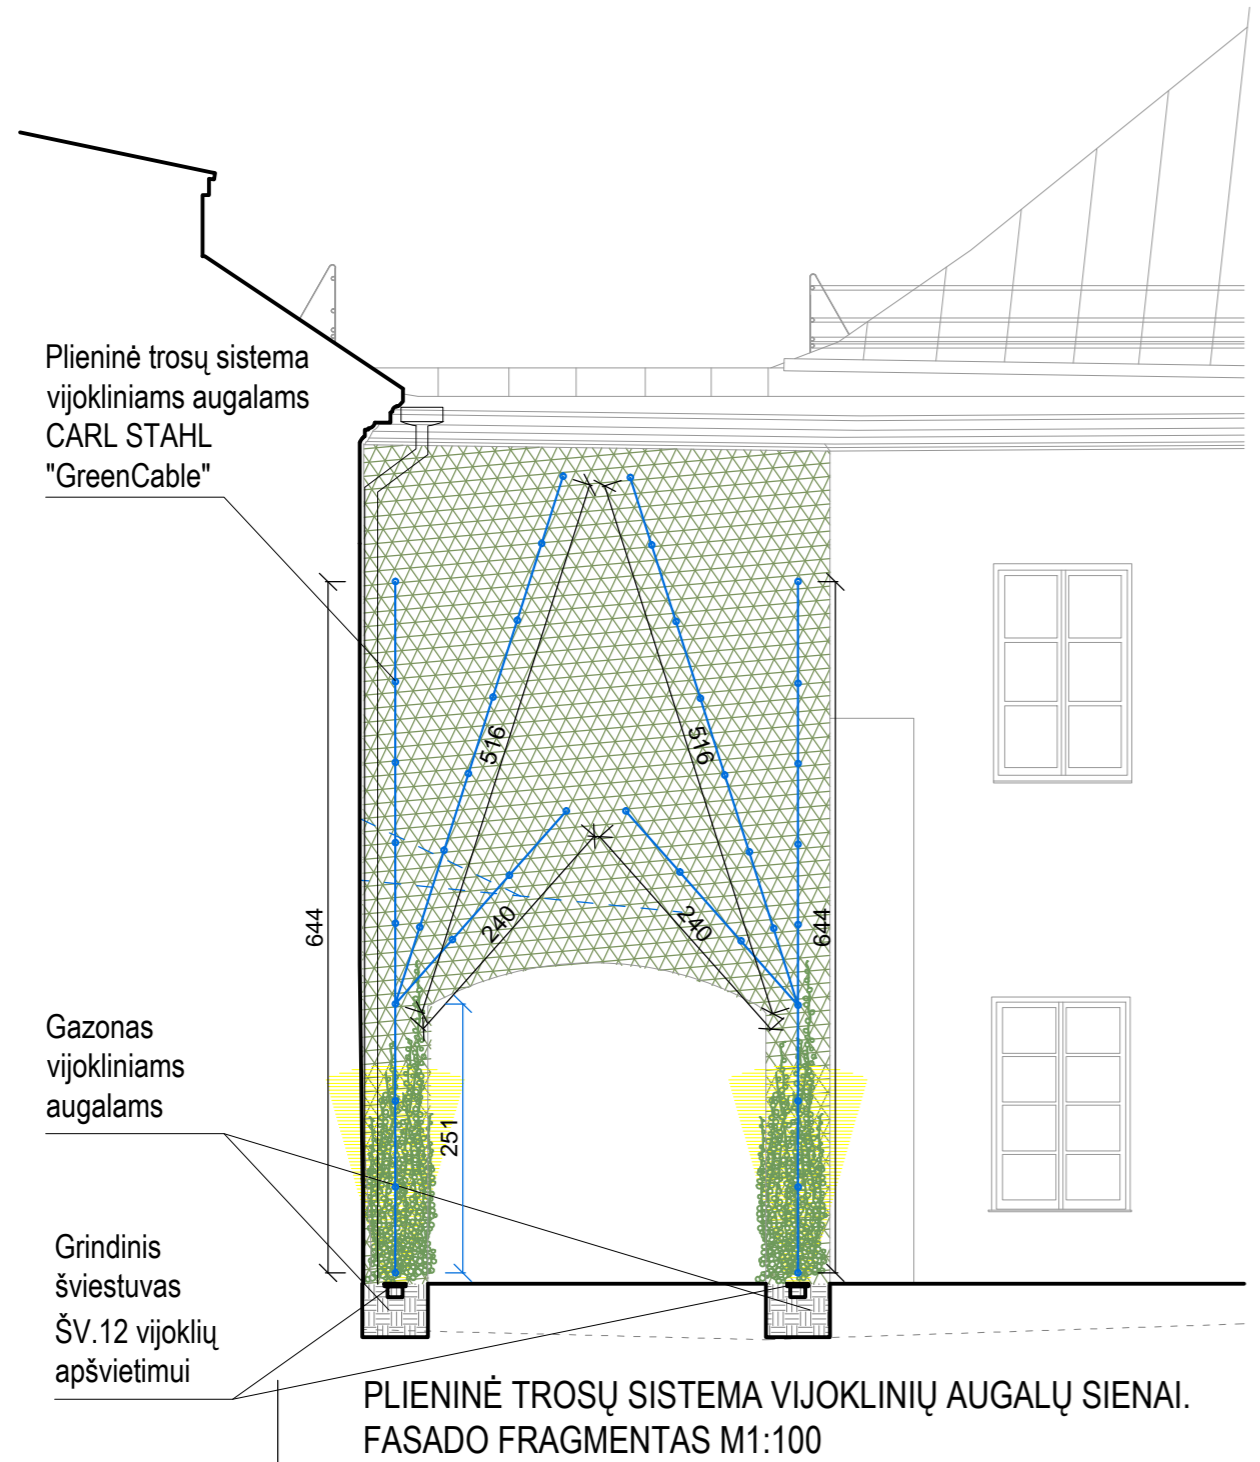 Plieninė trosų sistema
vijokliniams augalams
CARL STAHL
"GreenCable"
516
516
240
240
644
644
251
Gazonas
vijokliniams
augalams
Grindinis
šviestuvas
ŠV.12 vijoklių
apšvietimui
PLIENINĖ TROSŲ SISTEMA VIJOKLINIŲ AUGALŲ SIENAI.
FASADO FRAGMENTAS M1:100